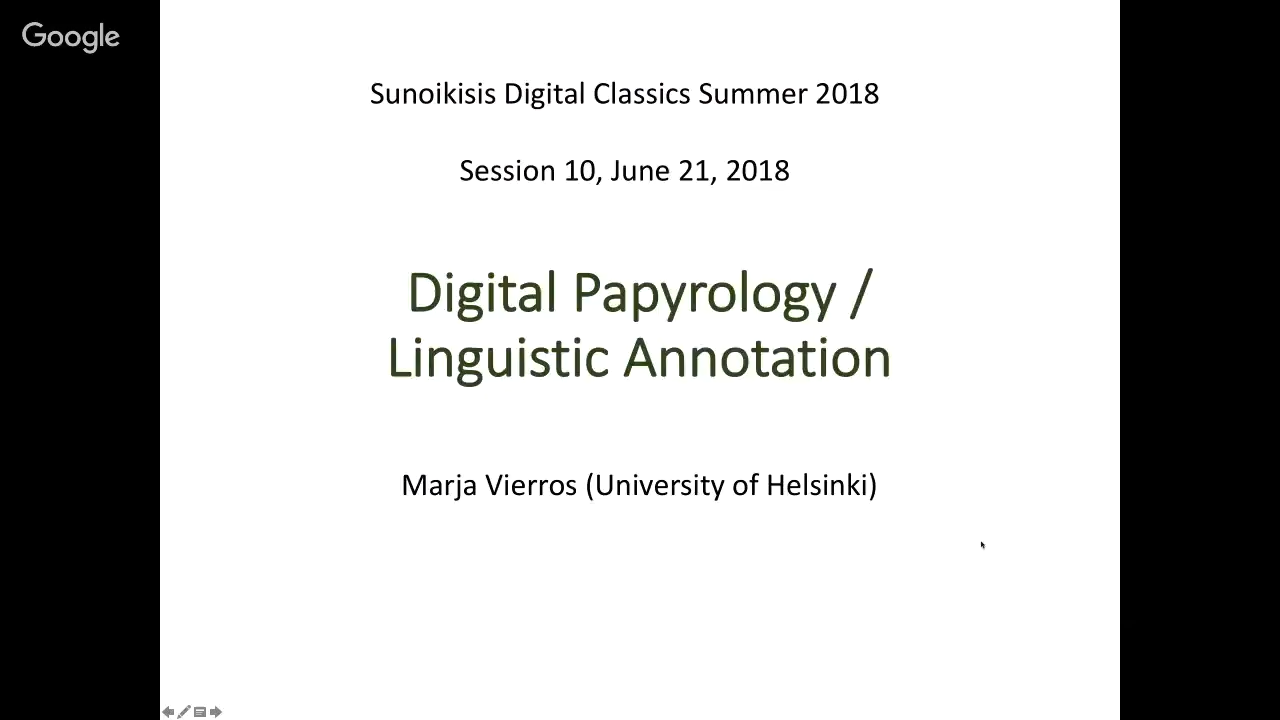 Google
Sunoikisis Digital Classics Summer 2018
Session 10, June 21, 2018
Digital Papyrology /
Linguistic Annotation
Marja Vierros (University of Helsinki)